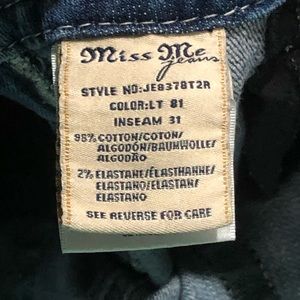 Miss Me
jeans
STYLE NO:JE8378T2R
COLOR:LT 81
INSEAM 31
98% COTTON/COTON/
ALGODÓN/BAUMWOLLE/
ALGODÃO
2% ELASTANE/ÉLASTHANNE/
ELASTANO/ELASTAN/
ELASTANO
SEE REVERSE FOR CARE